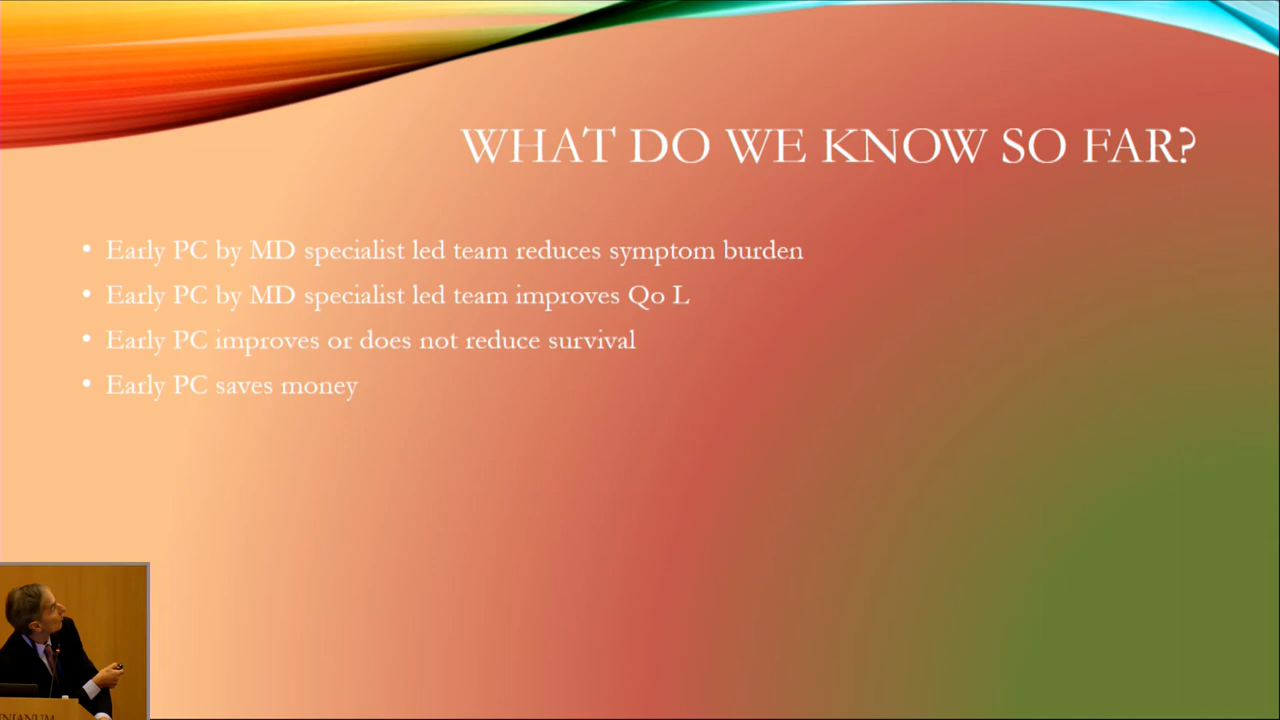 WHAT DO WE KNOW SO FAR?
• Early PC by MD specialist led team reduces symptom burden
• Early PC by MD specialist led team improves Qo L
• Early PC improves or does not reduce survival
• Early PC saves money